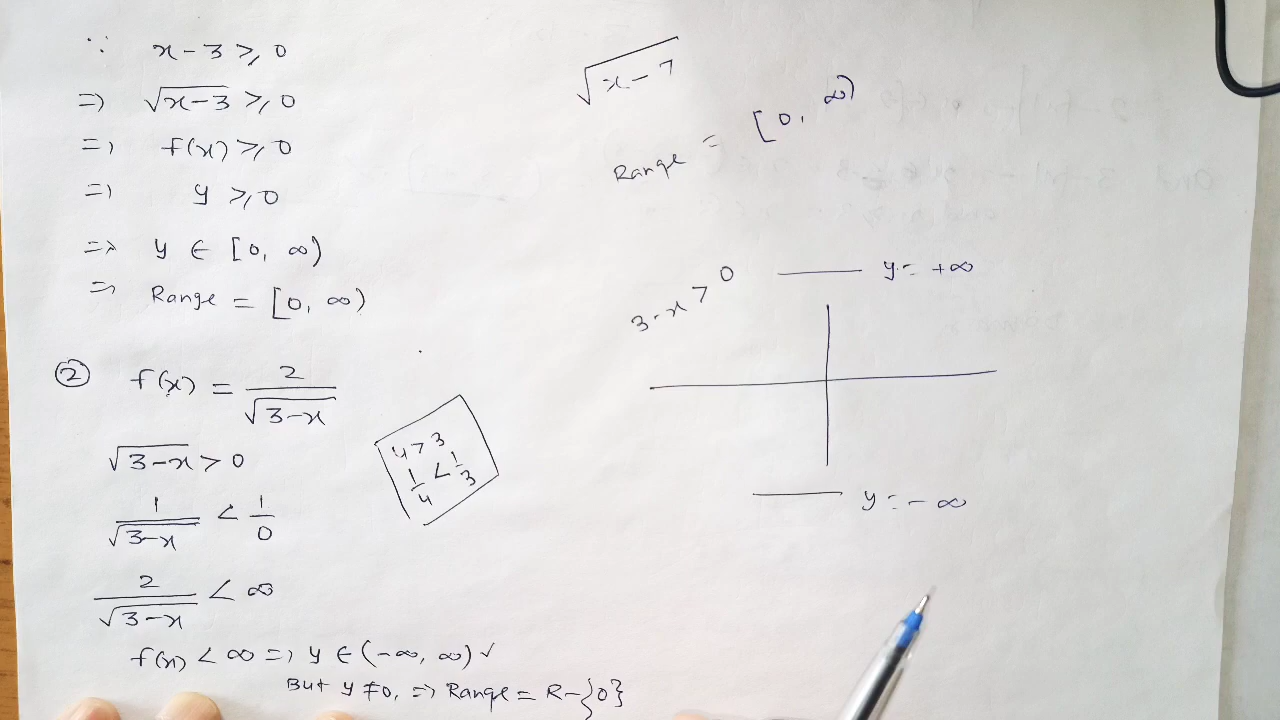 ∵ x - 3 ≥ 0
⇒ √(x-3) ≥ 0
⇒ f(x) ≥ 0
⇒ y ≥ 0
⇒ y ∈ [0, ∞)
⇒ Range = [0, ∞)
② f(x) = 2/√(3-x)
√(3-x) > 0
1/√(3-x) < 1/0
2/√(3-x) < ∞
f(x) < ∞ ⇒ y ∈ (-∞, ∞) ✓
But y ≠ 0, ⇒ Range = R - {0}
4 > 3
1/4 < 1/3
√(x-7)
Range = [0, ∞)
3-x > 0
y = +∞
y = -∞